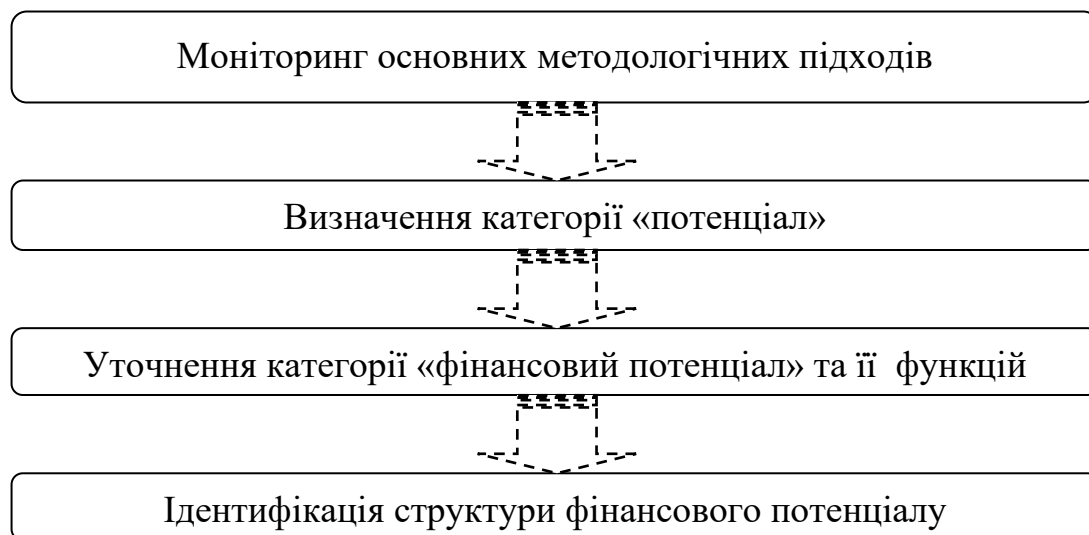 Моніторинг основних методологічних підходів
Визначення категорії «потенціал»
Уточнення категорії «фінансовий потенціал» та її функцій
Ідентифікація структури фінансового потенціалу